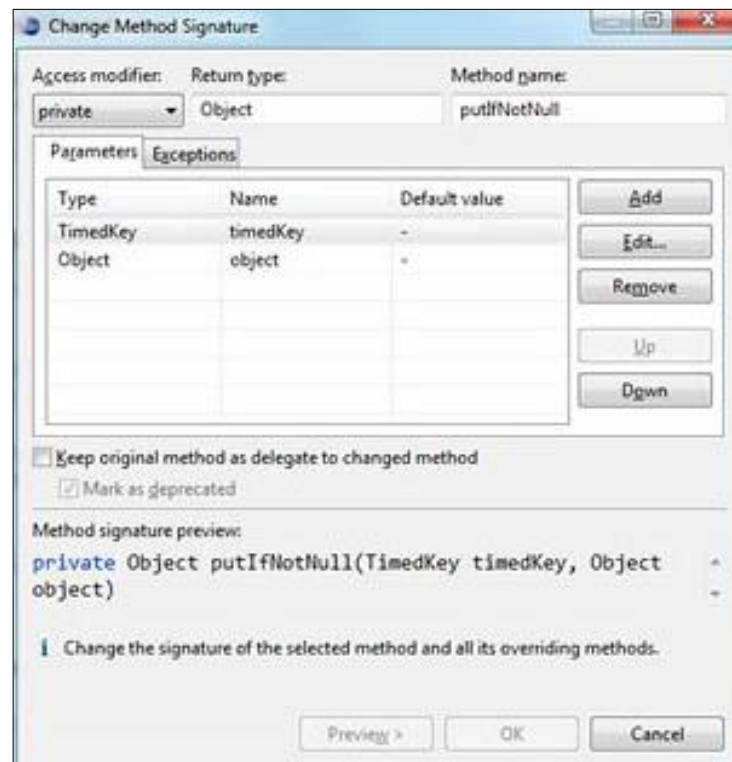 Change Method Signature
Access modifier: Return type: Method name:
private Object putIfNotNull
Parameters Exceptions
Type Name Default value
TimedKey timedKey -
Object object -
Add
Edit...
Remove
Up
Down
Keep original method as delegate to changed method
Mark as deprecated
Method signature preview:
private Object putIfNotNull(TimedKey timedKey, Object
object)
i Change the signature of the selected method and all its overriding methods.
Preview > OK Cancel